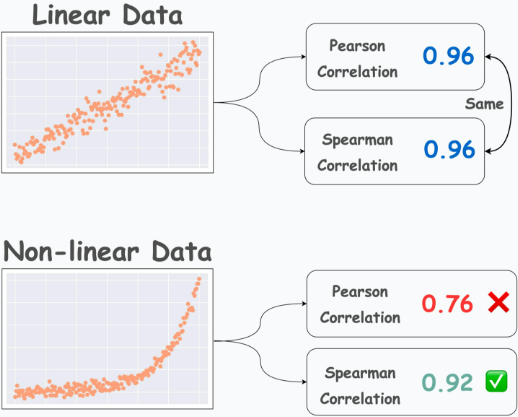 Linear Data
Pearson
Correlation
0.96
Same
Spearman
Correlation
0.96
Non-linear Data
Pearson
Correlation
0.76
Spearman
Correlation
0.92